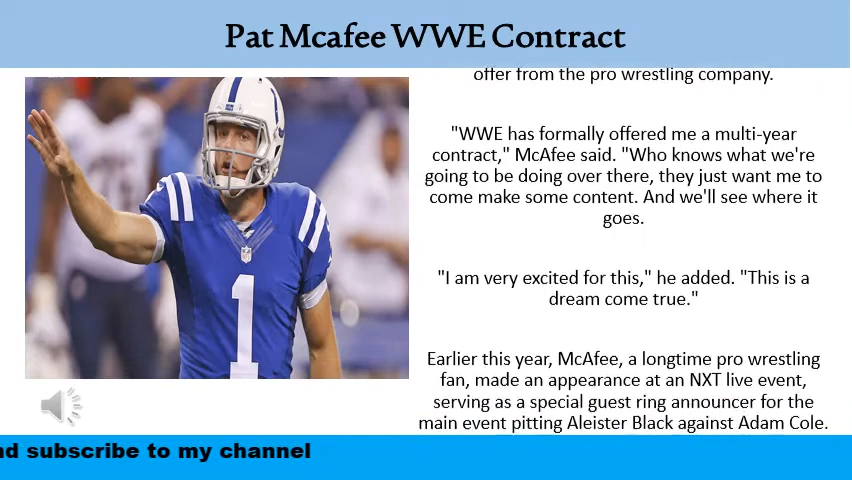 Pat Mcafee WWE Contract
offer from the pro wrestling company.
"WWE has formally offered me a multi-year
contract," McAfee said. "Who knows what we're
going to be doing over there, they just want me to
come make some content. And we'll see where it
goes.
"I am very excited for this," he added. "This is a
dream come true."
Earlier this year, McAfee, a longtime pro wrestling
fan, made an appearance at an NXT live event,
serving as a special guest ring announcer for the
main event pitting Aleister Black against Adam Cole.
1
nd subscribe to my channel